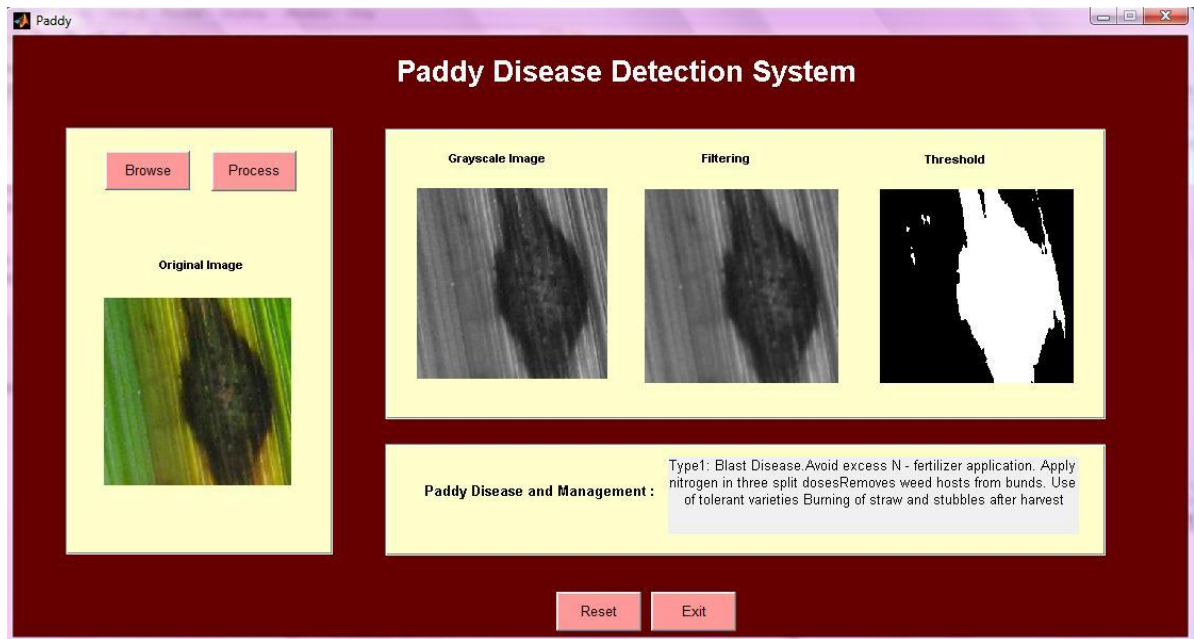 Paddy
Paddy Disease Detection System
Browse
Process
Original Image
Grayscale Image
Filtering
Threshold
Paddy Disease and Management :
Type1: Blast Disease.Avoid excess N - fertilizer application. Apply
nitrogen in three split dosesRemoves weed hosts from bunds. Use
of tolerant varieties Burning of straw and stubbles after harvest
Reset
Exit